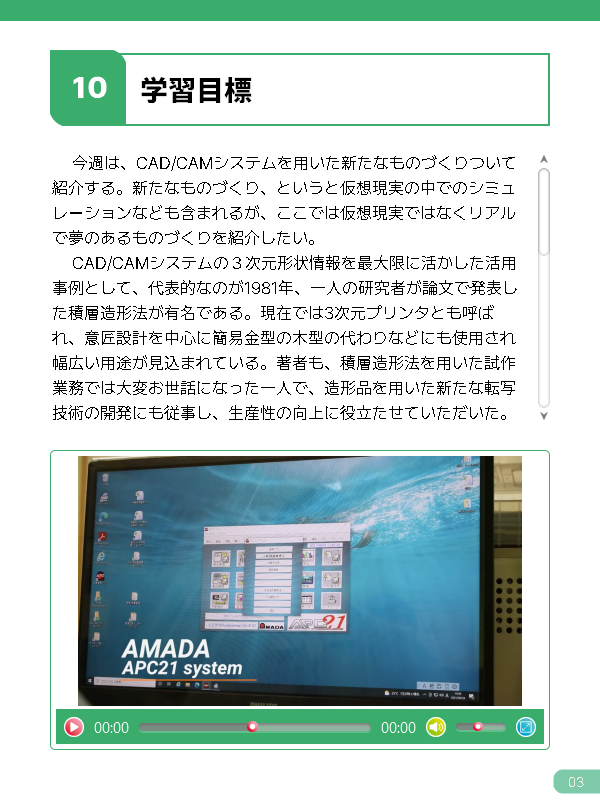 10 学習目標
今週は、CAD/CAMシステムを用いた新たなものづくりついて
紹介する。新たなものづくり、というと仮想現実の中でのシミュ
レーションなども含まれるが、ここでは仮想現実ではなくリアル
で夢のあるものづくりを紹介したい。
CAD/CAMシステムの３次元形状情報を最大限に活かした活用
事例として、代表的なのが1981年、一人の研究者が論文で発表し
た積層造形法が有名である。現在では3次元プリンタとも呼ば
れ、意匠設計を中心に簡易金型の木型の代わりなどにも使用され
幅広い用途が見込まれている。著者も、積層造形法を用いた試作
業務では大変お世話になった一人で、造形品を用いた新たな転写
技術の開発にも従事し、生産性の向上に役立たせていただいた。
AMADA
APC 21
AMADA
APC21 system
00:00 00:00
03